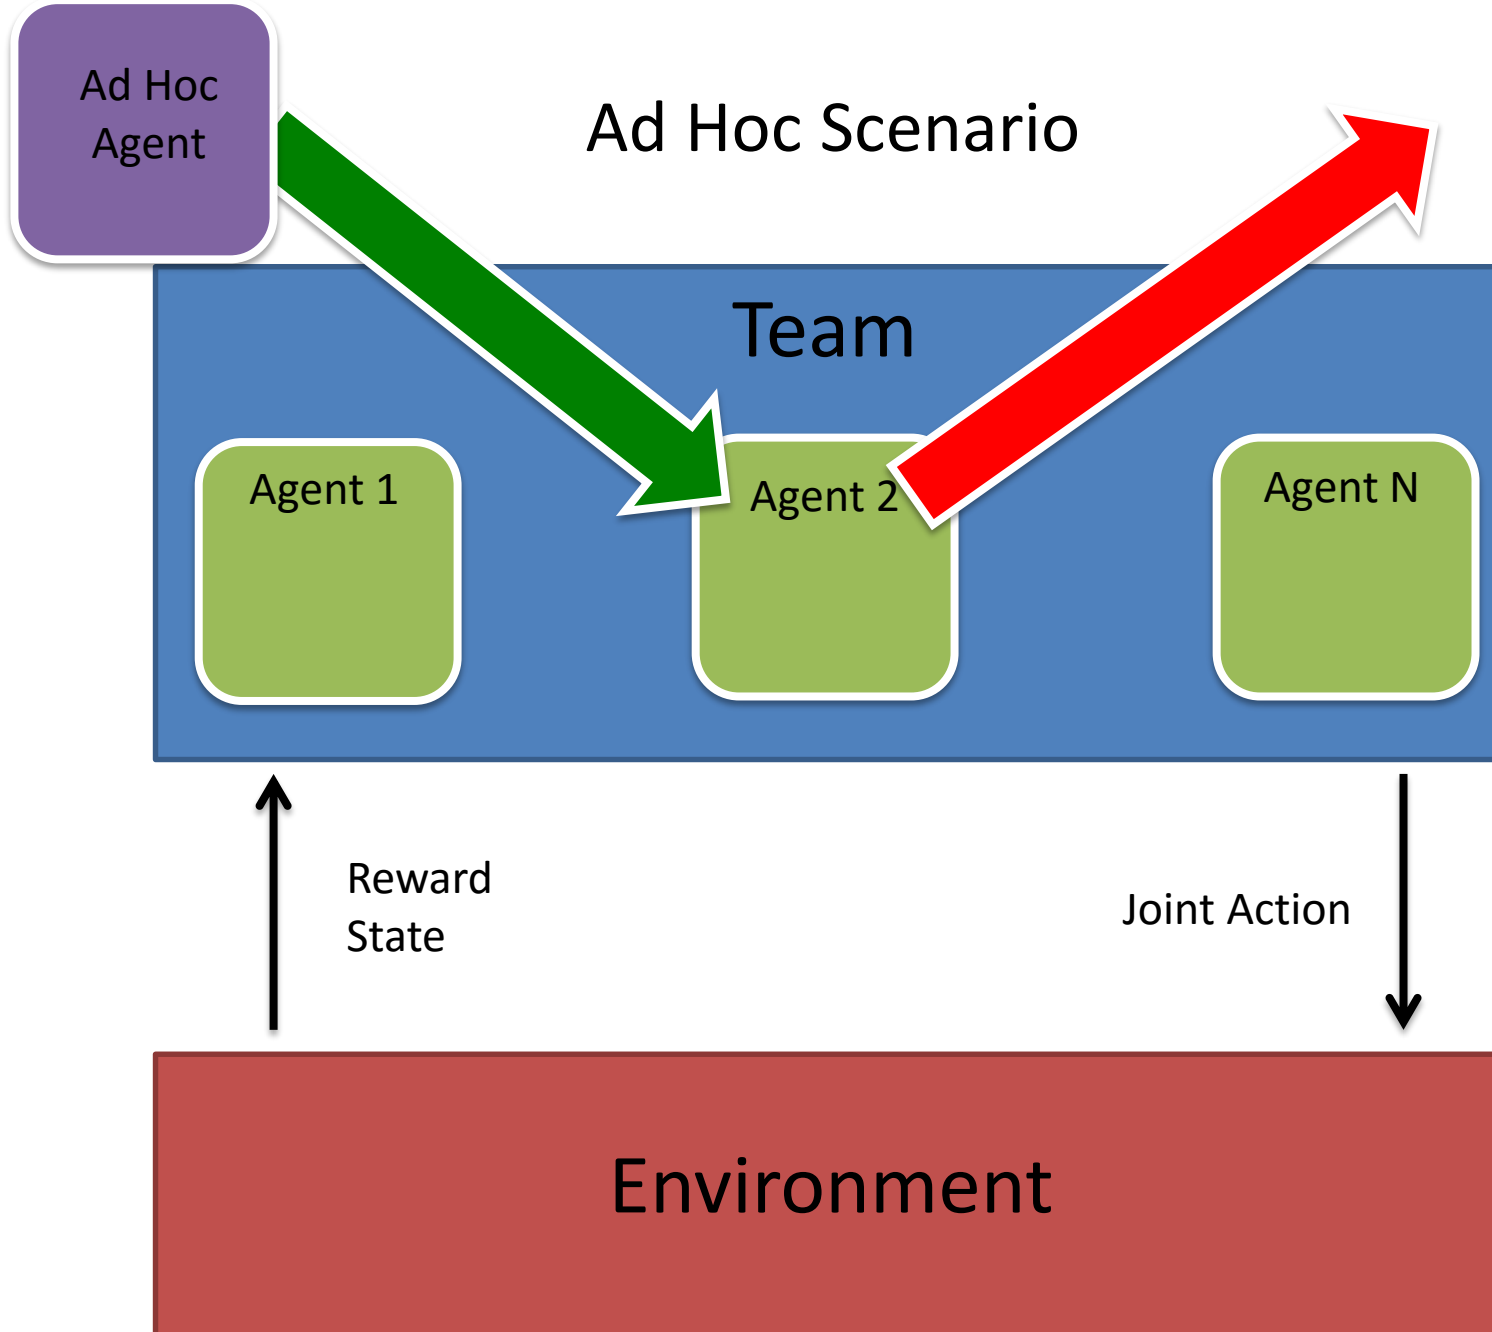 Ad Hoc
Agent
Ad Hoc Scenario
Team
Agent 1
Agent 2
Agent N
Reward
State
Joint Action
Environment